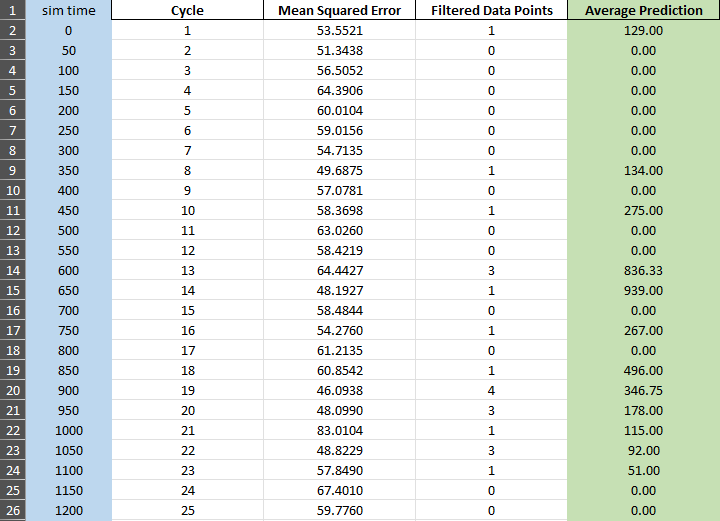 1 sim time Cycle Mean Squared Error Filtered Data Points Average Prediction
2 0 1 53.5521 1 129.00
3 50 2 51.3438 0 0.00
4 100 3 56.5052 0 0.00
5 150 4 64.3906 0 0.00
6 200 5 60.0104 0 0.00
7 250 6 59.0156 0 0.00
8 300 7 54.7135 0 0.00
9 350 8 49.6875 1 134.00
10 400 9 57.0781 0 0.00
11 450 10 58.3698 1 275.00
12 500 11 63.0260 0 0.00
13 550 12 58.4219 0 0.00
14 600 13 64.4427 3 836.33
15 650 14 48.1927 1 939.00
16 700 15 58.4844 0 0.00
17 750 16 54.2760 1 267.00
18 800 17 61.2135 0 0.00
19 850 18 60.8542 1 496.00
20 900 19 46.0938 4 346.75
21 950 20 48.0990 3 178.00
22 1000 21 83.0104 1 115.00
23 1050 22 48.8229 3 92.00
24 1100 23 57.8490 1 51.00
25 1150 24 67.4010 0 0.00
26 1200 25 59.7760 0 0.00